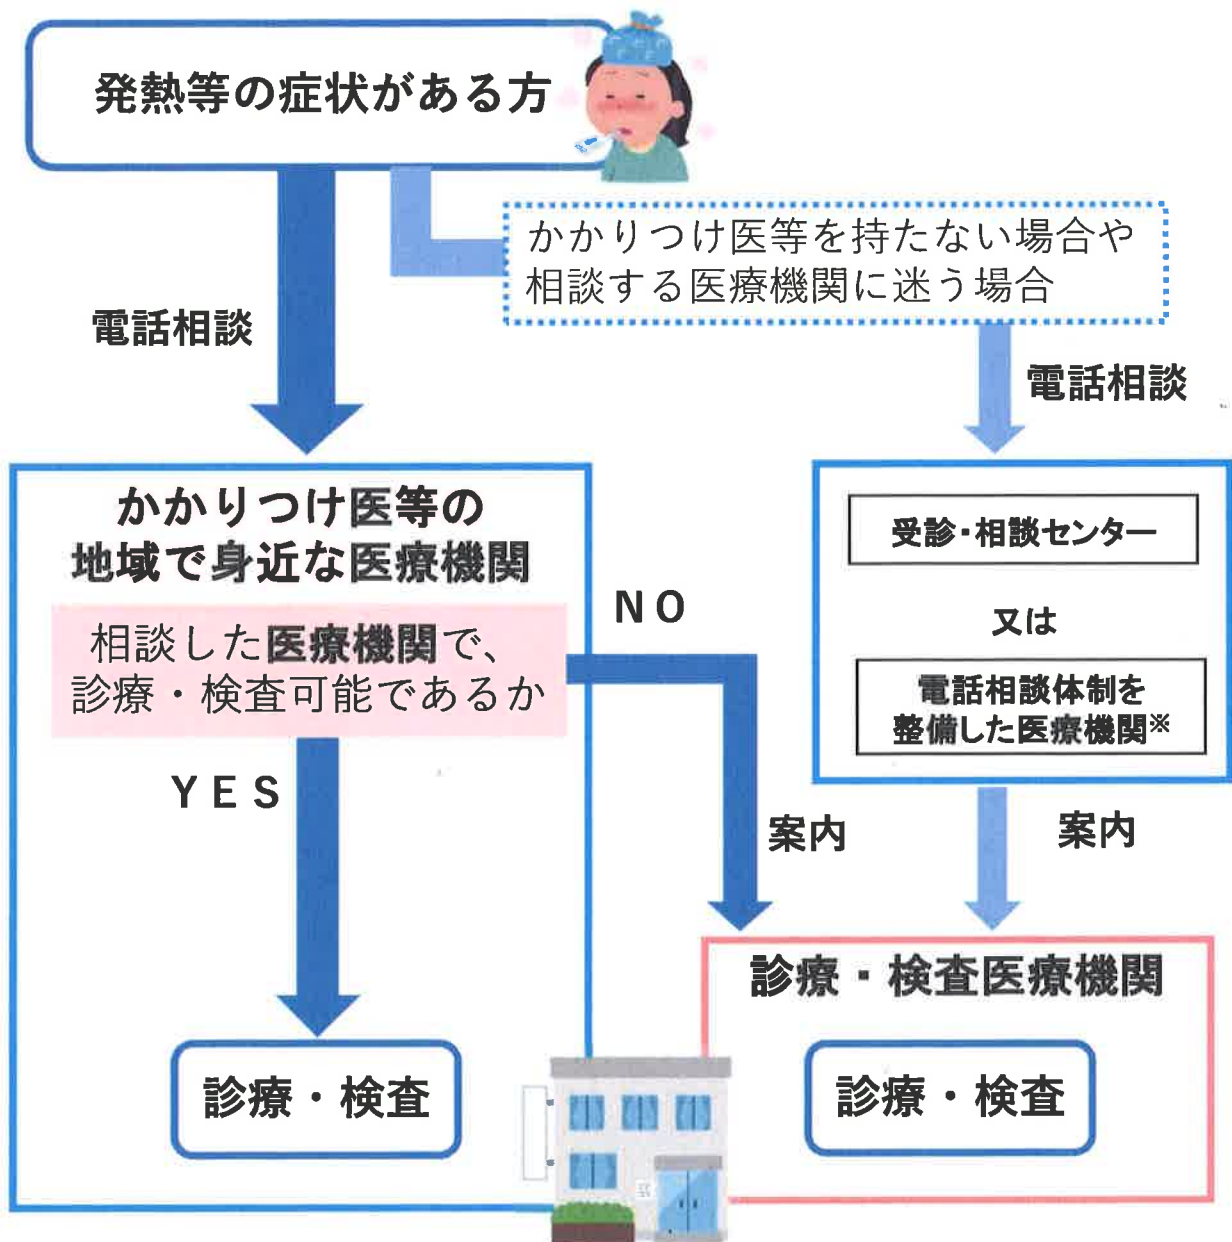 発熱等の症状がある方
かかりつけ医等を持たない場合や
相談する医療機関に迷う場合
電話相談
電話相談
かかりつけ医等の
地域で身近な医療機関
相談した医療機関で、
診療・検査可能であるか
NO
YES
受診・相談センター
又は
電話相談体制を
整備した医療機関※
案内
案内
診療・検査医療機関
診療・検査
診療・検査